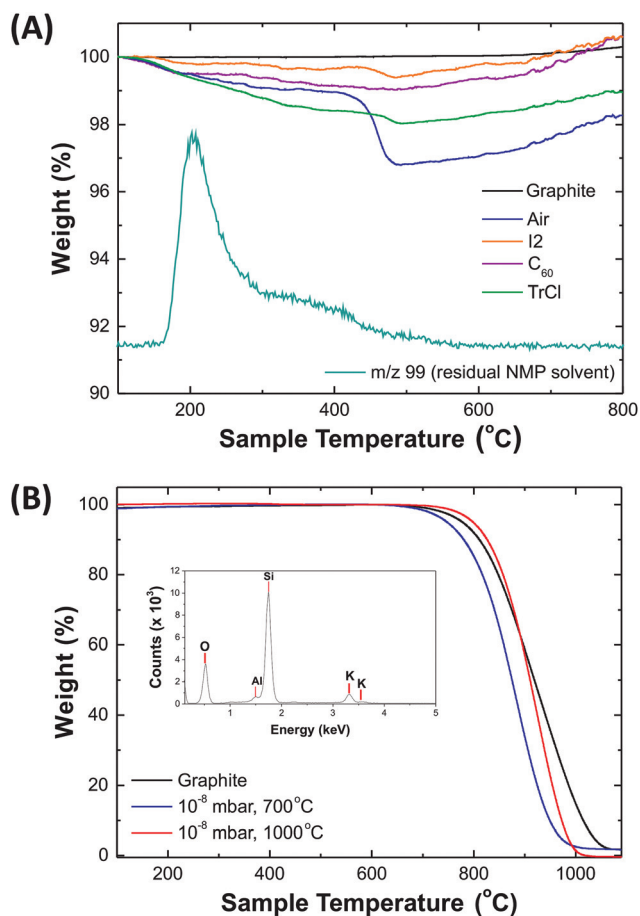 (A)
100
98
96
94
93
91
90
Weight (%)
Graphite
Air
I2
C₆₀
TrCl
m/z 99 (residual NMP solvent)
200
400
600
800
Sample Temperature (°C)
(B)
100
80
60
40
20
0
Weight (%)
12
10
8
6
4
2
0
Counts (x 10³)
O
Al
Si
K
K
1
2
3
4
5
Energy (keV)
Graphite
10⁻⁸ mbar, 700°C
10⁻⁸ mbar, 1000°C
200
400
600
800
1000
Sample Temperature (°C)